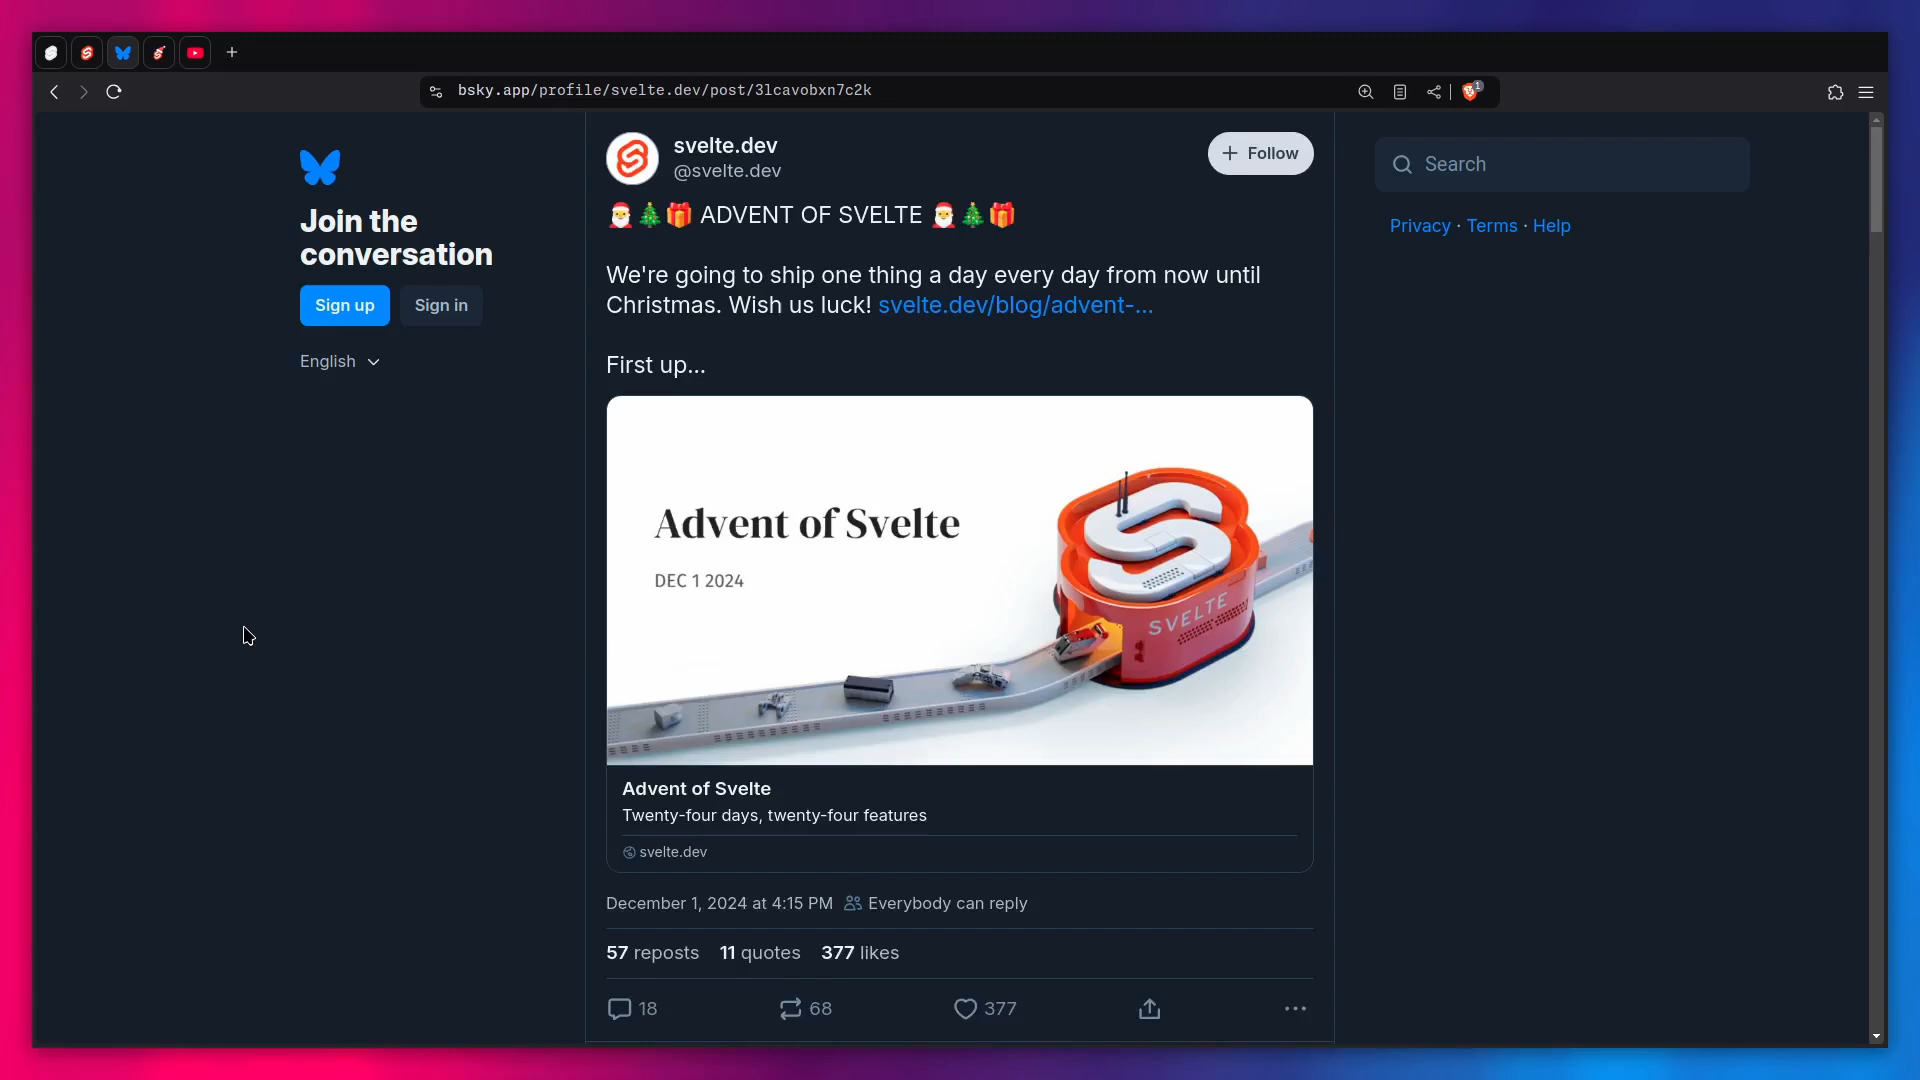 bsky.app/profile/svelte.dev/post/3lcavobxn7c2k
1
Join the
conversation
Sign up
Sign in
English
svelte.dev
@svelte.dev
+ Follow
🎅🎄🎁 ADVENT OF SVELTE 🎅🎄🎁
We're going to ship one thing a day every day from now until
Christmas. Wish us luck! svelte.dev/blog/advent-...
First up...
Advent of Svelte
DEC 1 2024
SVELTE
Advent of Svelte
Twenty-four days, twenty-four features
svelte.dev
December 1, 2024 at 4:15 PM Everybody can reply
57 reposts 11 quotes 377 likes
18 68 377
Search
Privacy · Terms · Help